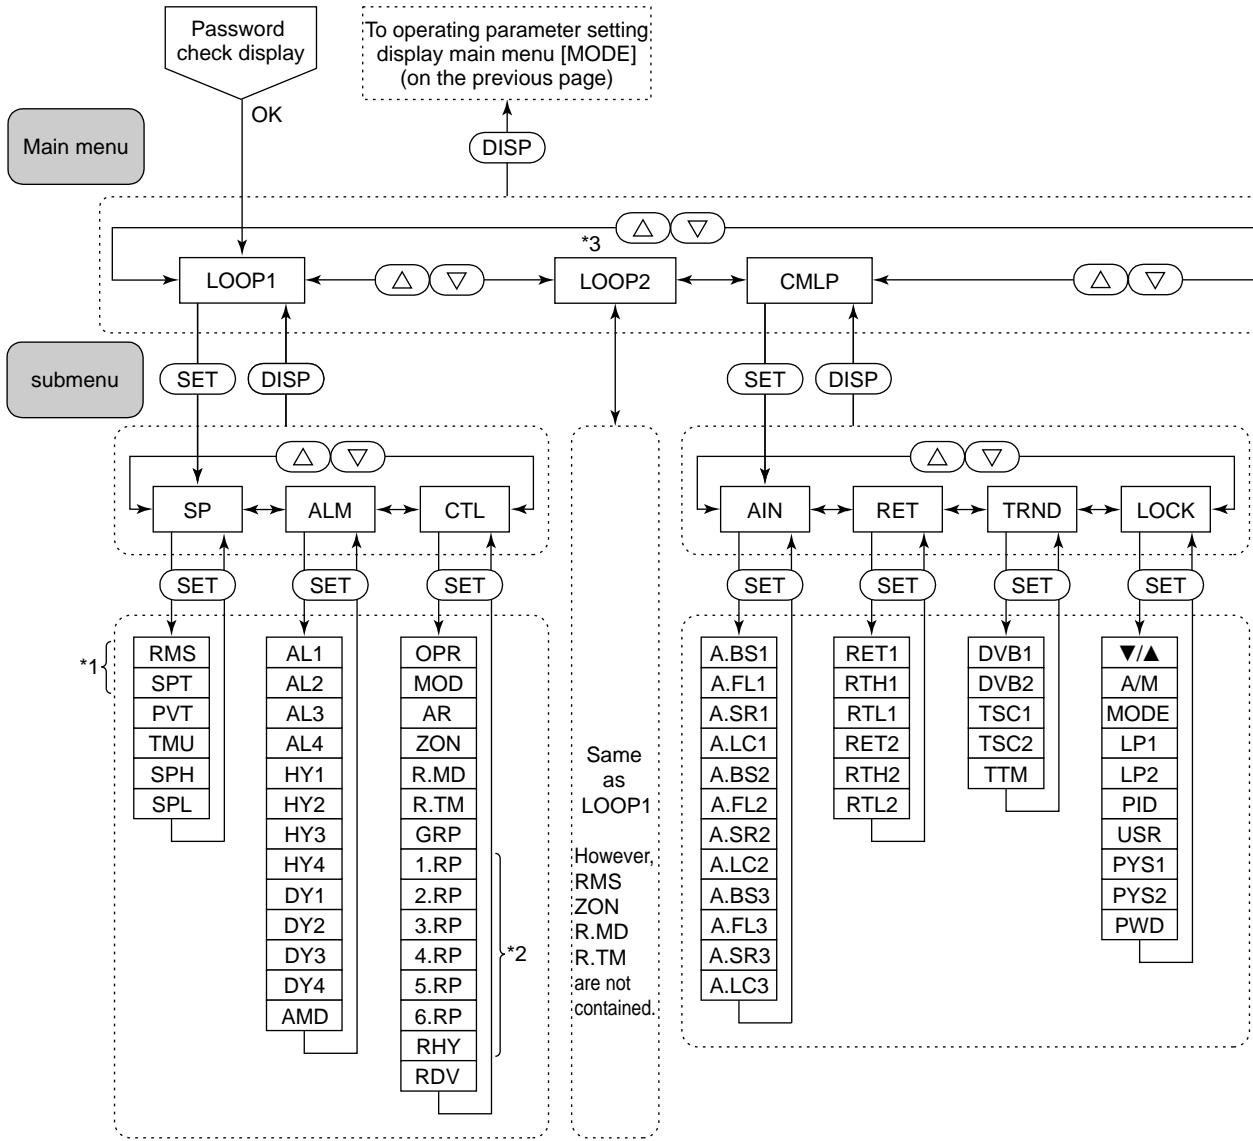 Password
check display
To operating parameter setting
display main menu [MODE]
(on the previous page)
OK
Main menu
DISP
△ ▽
*3
LOOP1
△ ▽
LOOP2
CMLP
△ ▽
submenu
SET
DISP
SET
DISP
△ ▽
△ ▽
SP
ALM
CTL
AIN
RET
TRND
LOCK
SET
SET
SET
SET
SET
SET
SET
*1
RMS
SPT
PVT
TMU
SPH
SPL
AL1
AL2
AL3
AL4
HY1
HY2
HY3
HY4
DY1
DY2
DY3
DY4
AMD
OPR
MOD
AR
ZON
R.MD
R.TM
GRP
1.RP
2.RP
3.RP
4.RP
5.RP
6.RP
RHY
RDV
*2
Same
as
LOOP1
However,
RMS
ZON
R.MD
R.TM
are not
contained.
A.BS1
A.FL1
A.SR1
A.LC1
A.BS2
A.FL2
A.SR2
A.LC2
A.BS3
A.FL3
A.SR3
A.LC3
RET1
RTH1
RTL1
RET2
RTH2
RTL2
DVB1
DVB2
TSC1
TSC2
TTM
▼/▲
A/M
MODE
LP1
LP2
PID
USR
PYS1
PYS2
PWD